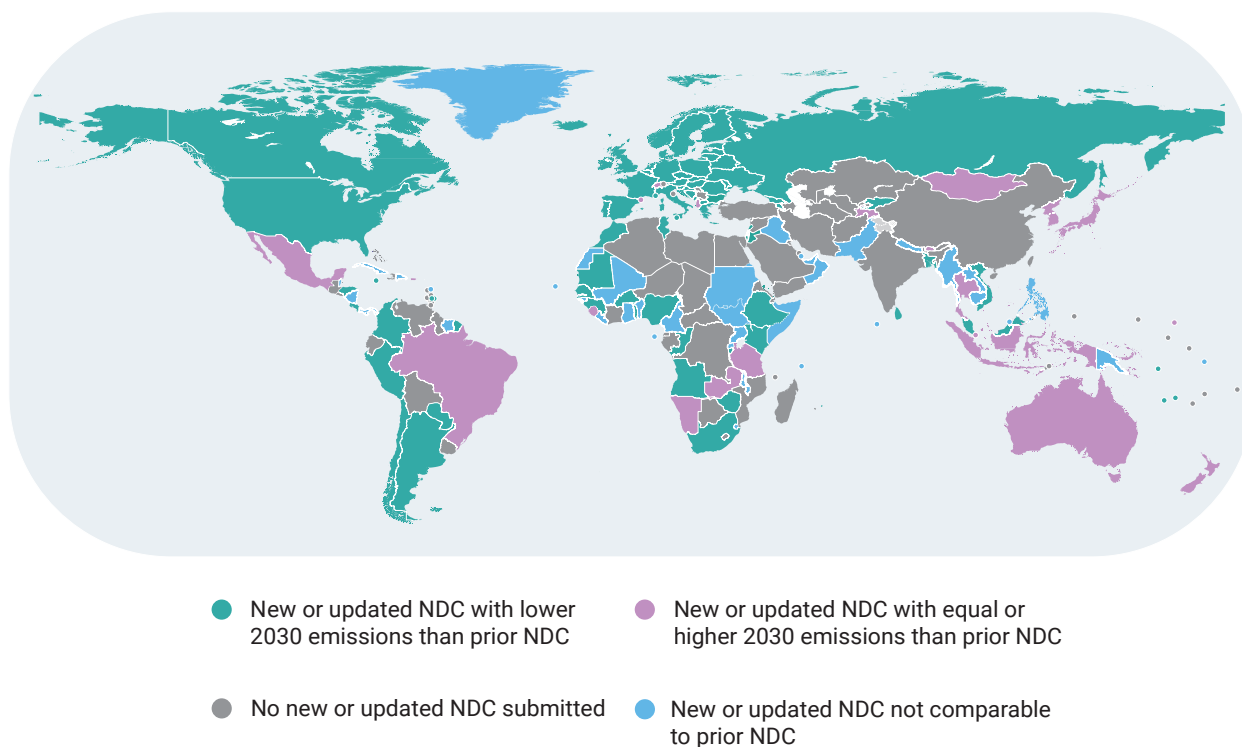 New or updated NDC with lower
2030 emissions than prior NDC
New or updated NDC with equal or
higher 2030 emissions than prior NDC
No new or updated NDC submitted
New or updated NDC not comparable
to prior NDC